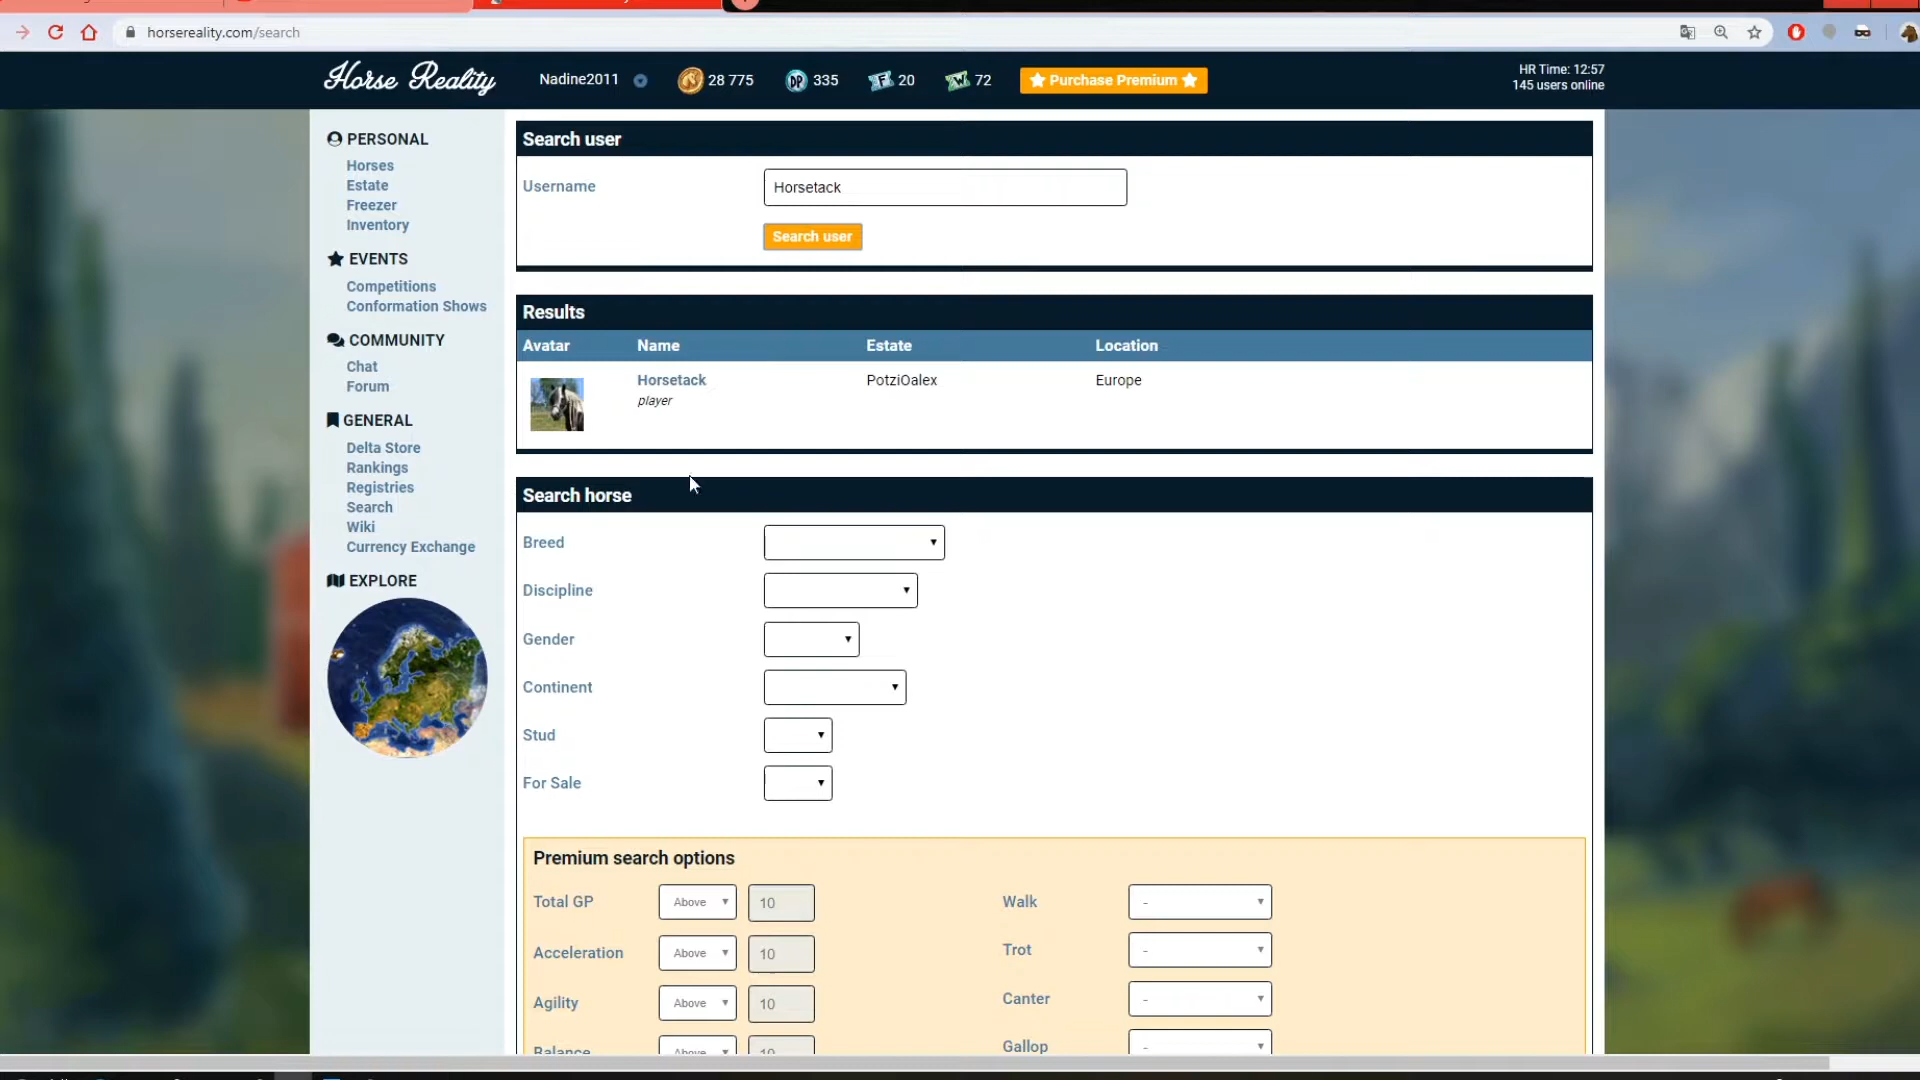 horsereality.com/search
Horse Reality
Nadine2011
28 775
335
20
72
Purchase Premium
HR Time: 12:57
145 users online
PERSONAL
Horses
Estate
Freezer
Inventory
EVENTS
Competitions
Conformation Shows
COMMUNITY
Chat
Forum
GENERAL
Delta Store
Rankings
Registries
Search
Wiki
Currency Exchange
EXPLORE
Search user
Username
Horsetack
Search user
Results
Avatar Name Estate Location
Horsetack PotziOalex Europe
player
Search horse
Breed
Discipline
Gender
Continent
Stud
For Sale
Premium search options
Total GP Above 10 Walk -
Acceleration Above 10 Trot -
Agility Above 10 Canter -
Balance Above 10 Gallop -